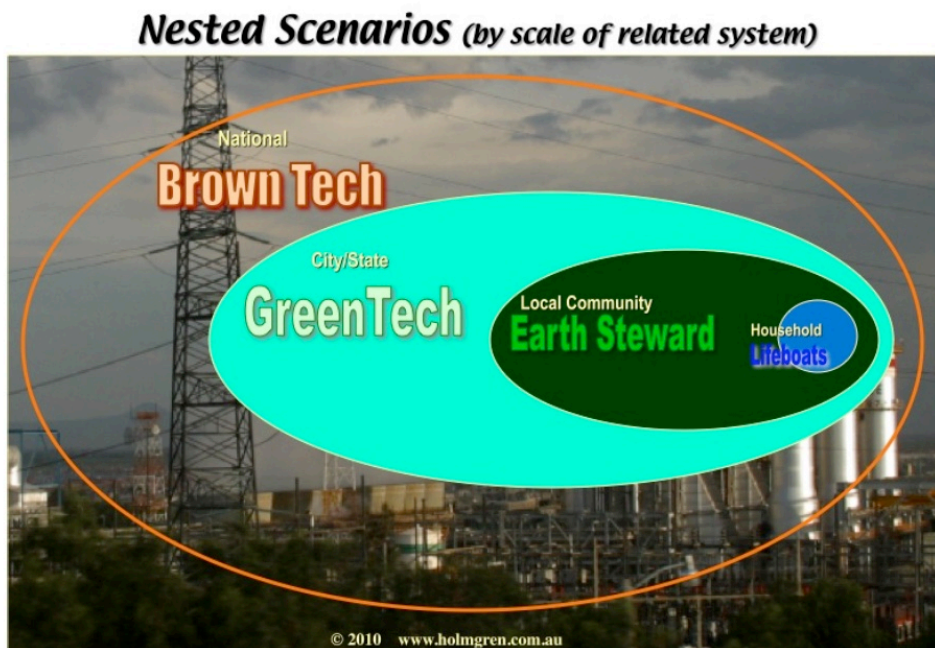 Nested Scenarios (by scale of related system)
National
Brown Tech
City/State
GreenTech
Local Community
Earth Steward
Household
Lifeboats
© 2010 www.holmgren.com.au